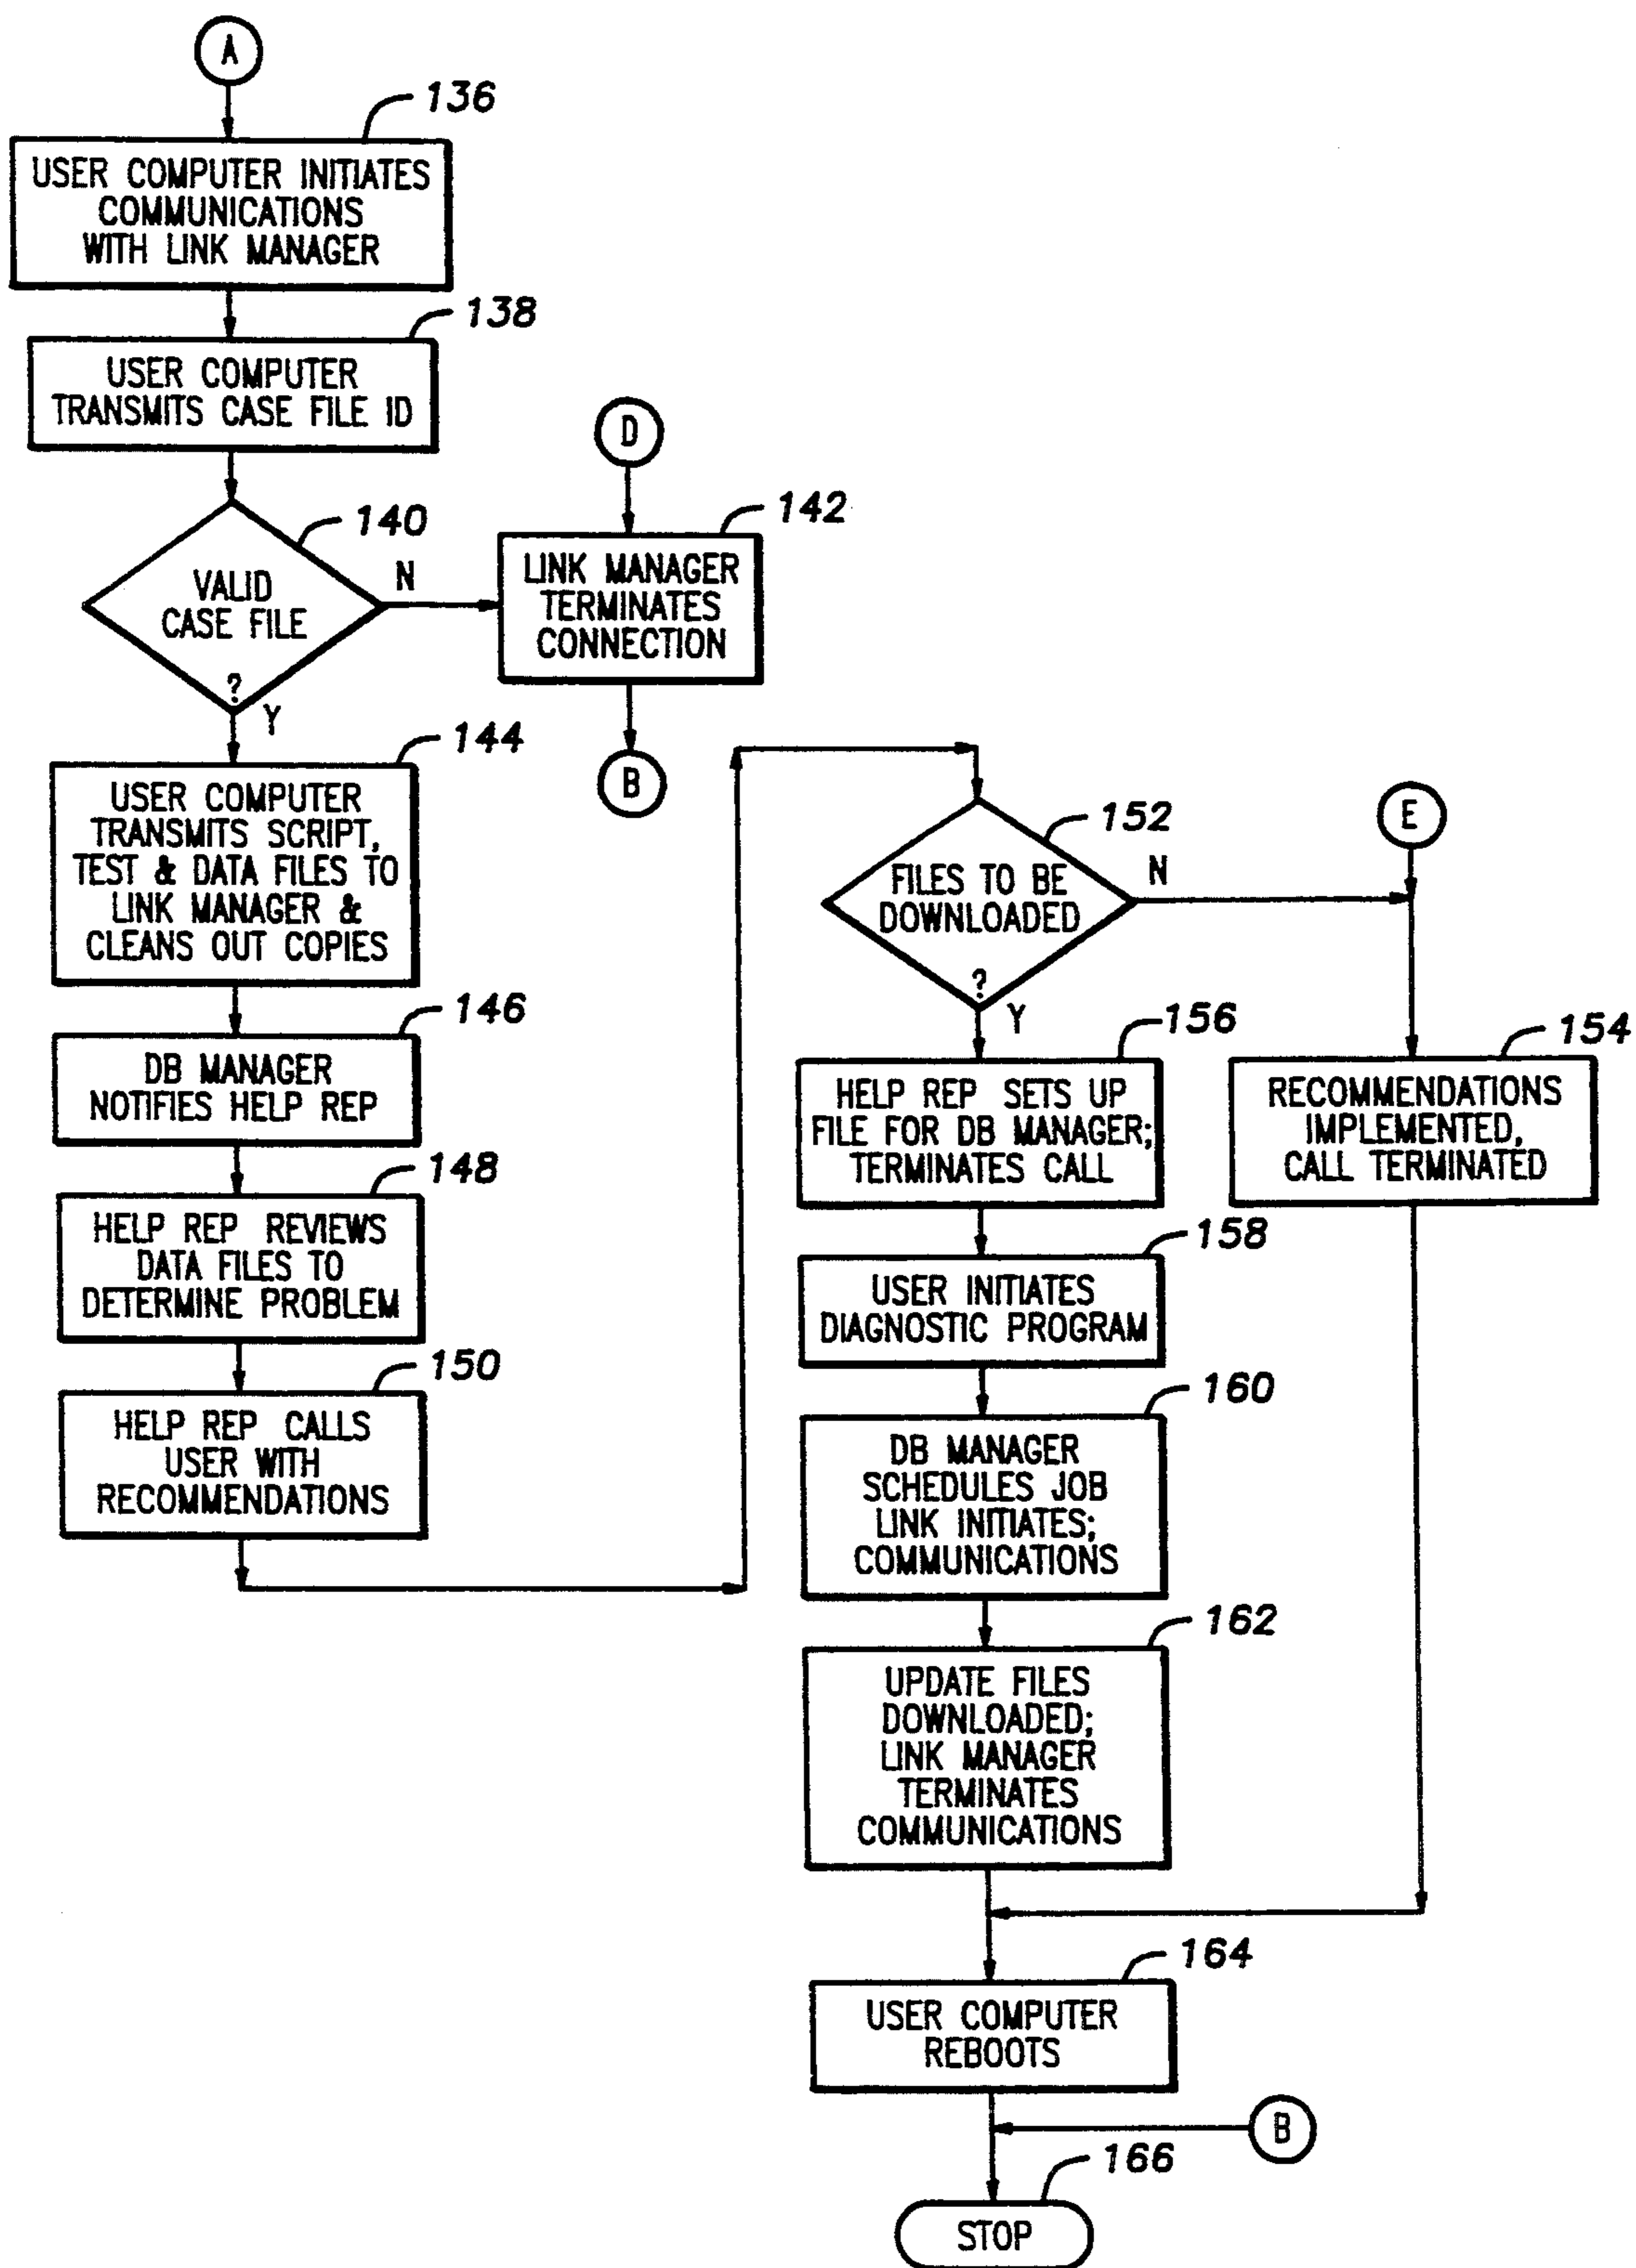 A
136
USER COMPUTER INITIATES
COMMUNICATIONS
WITH LINK MANAGER
138
USER COMPUTER
TRANSMITS CASE FILE ID
140
VALID
CASE FILE
?
N
Y
D
142
LINK MANAGER
TERMINATES
CONNECTION
B
144
USER COMPUTER
TRANSMITS SCRIPT,
TEST & DATA FILES TO
LINK MANAGER &
CLEANS OUT COPIES
146
DB MANAGER
NOTIFIES HELP REP
148
HELP REP REVIEWS
DATA FILES TO
DETERMINE PROBLEM
150
HELP REP CALLS
USER WITH
RECOMMENDATIONS
152
FILES TO BE
DOWNLOADED
?
N
Y
E
154
RECOMMENDATIONS
IMPLEMENTED,
CALL TERMINATED
156
HELP REP SETS UP
FILE FOR DB MANAGER;
TERMINATES CALL
158
USER INITIATES
DIAGNOSTIC PROGRAM
160
DB MANAGER
SCHEDULES JOB
LINK INITIATES;
COMMUNICATIONS
162
UPDATE FILES
DOWNLOADED;
LINK MANAGER
TERMINATES
COMMUNICATIONS
164
USER COMPUTER
REBOOTS
B
166
STOP